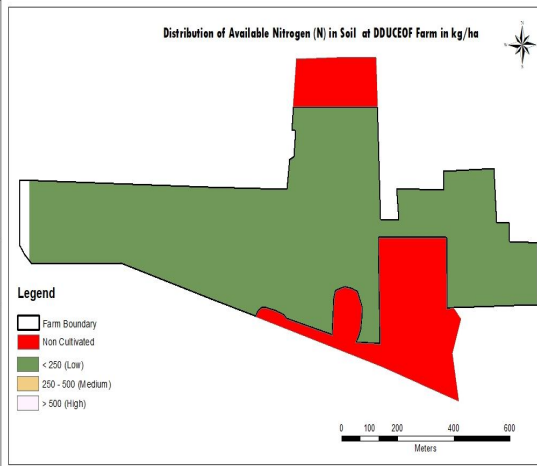 Distribution of Available Nitrogen (N) in Soil at DDUCEOF Farm in kg/ha
Legend
Farm Boundary
Non Cultivated
< 250 (Low)
250 - 500 (Medium)
> 500 (High)
0 100 200 400 600
Meters